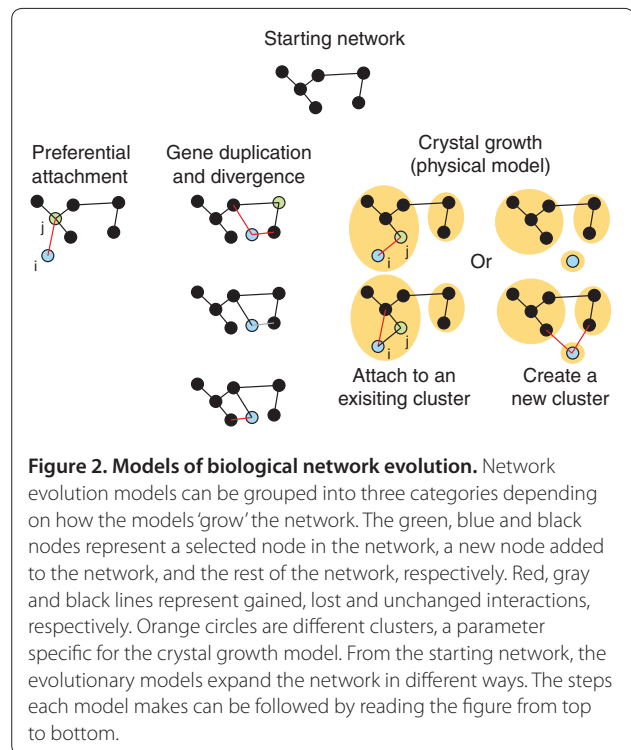 Starting network
Preferential
attachment
j
i
Gene duplication
and divergence
Crystal growth
(physical model)
j
i
Or
j
i
Attach to an
exisiting cluster
Create a
new cluster
Figure 2. Models of biological network evolution. Network
evolution models can be grouped into three categories depending
on how the models ‘grow’ the network. The green, blue and black
nodes represent a selected node in the network, a new node added
to the network, and the rest of the network, respectively. Red, gray
and black lines represent gained, lost and unchanged interactions,
respectively. Orange circles are different clusters, a parameter
specific for the crystal growth model. From the starting network, the
evolutionary models expand the network in different ways. The steps
each model makes can be followed by reading the figure from top
to bottom.